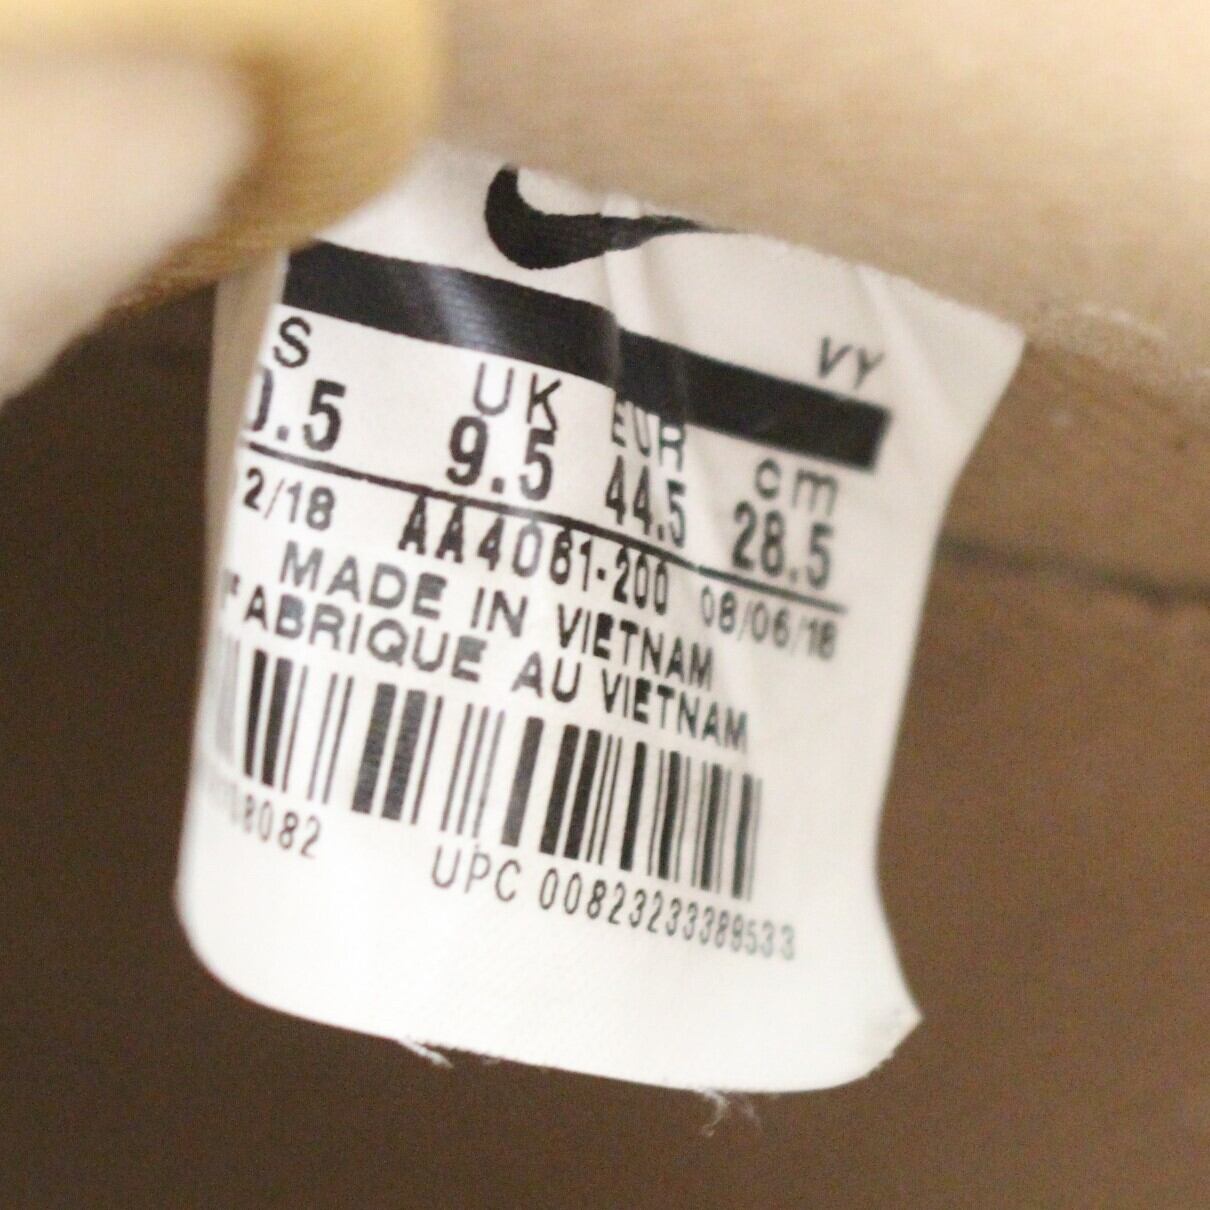 VY
S UK EUR cm
.5 9.5 44.5 28.5
2/18 AA4061-200 08/06/18
MADE IN VIETNAM
FABRIQUE AU VIETNAM
08082 UPC 00823233389533